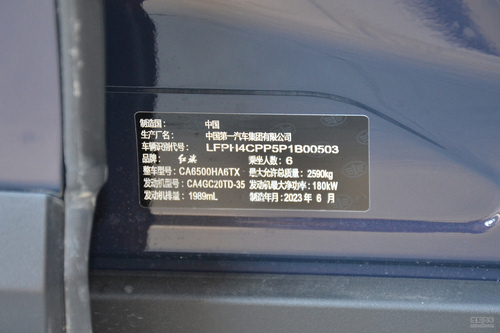 制造国：中国
生产厂名：中国第一汽车集团有限公司
车辆识别代号：LFPH4CPP5P1B00503
品牌：红旗 乘坐人数：6
整车型号：CA6500HA6TX 最大允许总质量：2590kg
发动机型号：CA4GC20TD-35 发动机最大净功率：180kW
发动机排量：1989mL 制造年月：2023 年 6 月